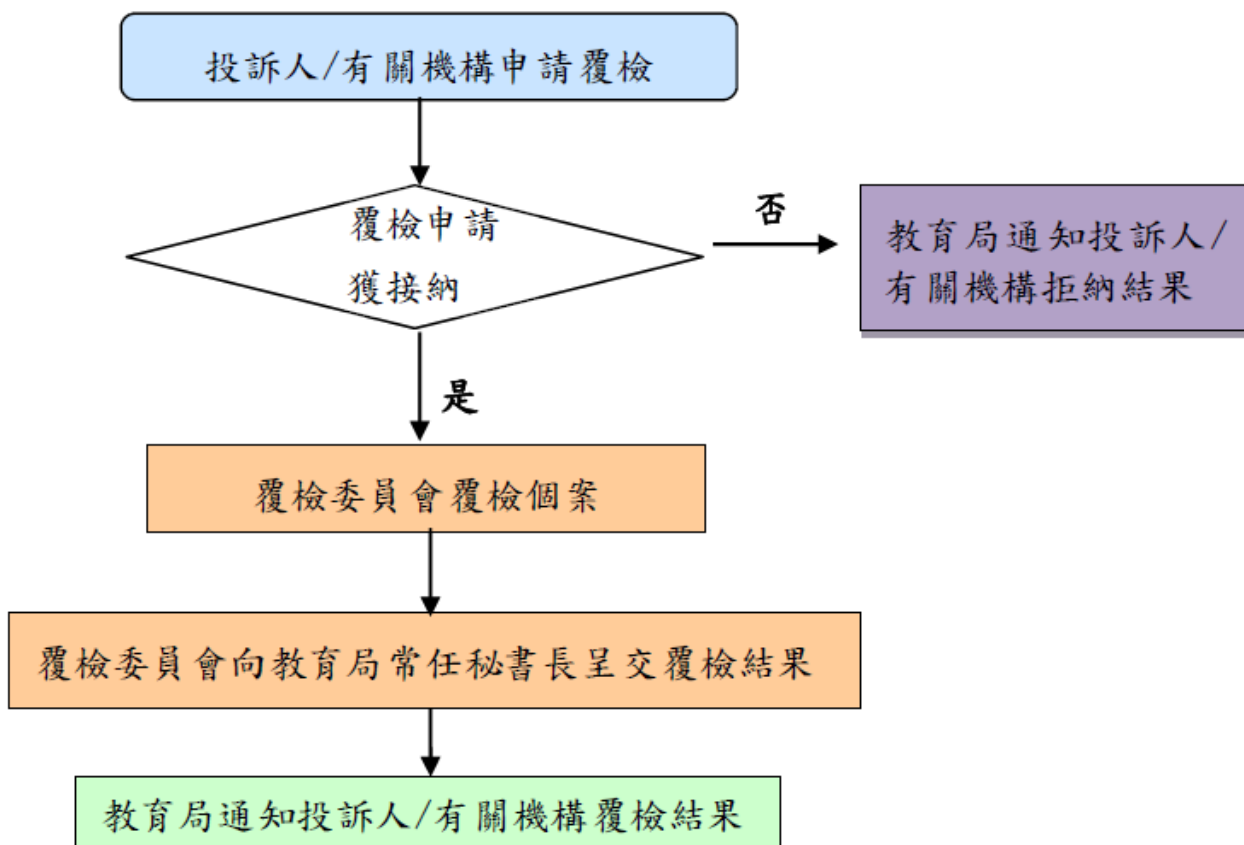 投訴人/有關機構申請覆檢
覆檢申請
獲接納
否
教育局通知投訴人/
有關機構拒納結果
是
覆檢委員會覆檢個案
覆檢委員會向教育局常任秘書長呈交覆檢結果
教育局通知投訴人/有關機構覆檢結果